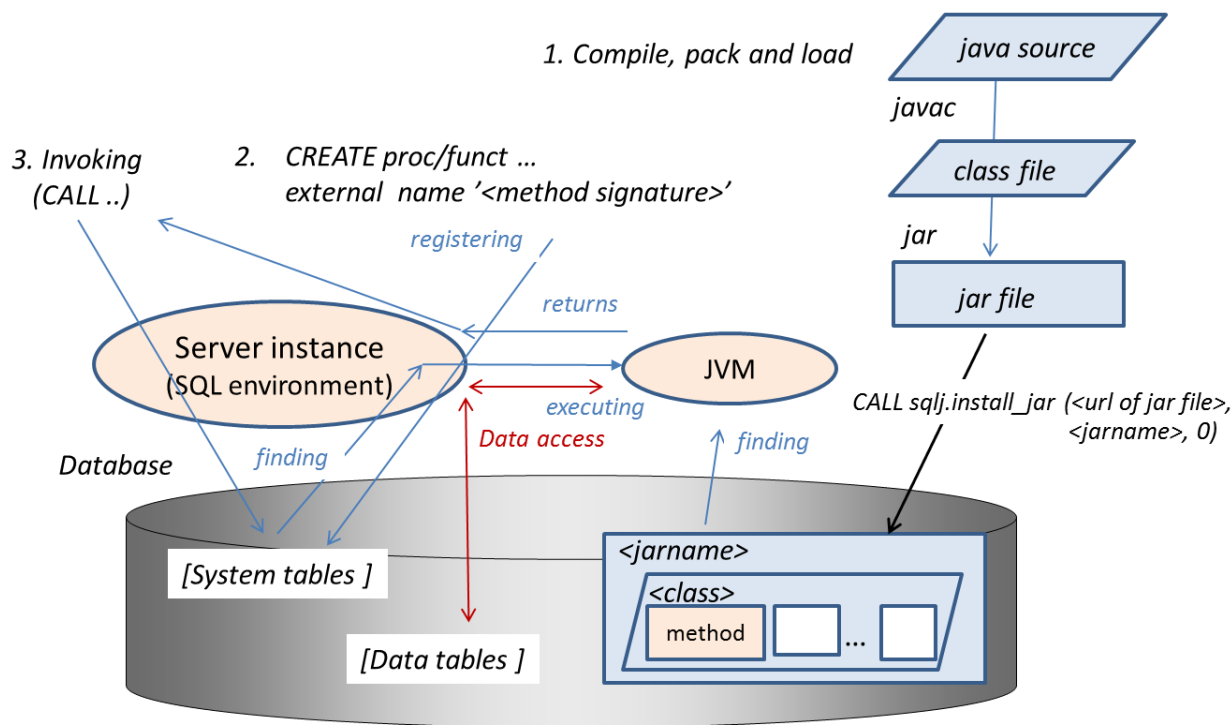 1. Compile, pack and load
java source
javac
class file
jar
jar file
CALL sqlj.install_jar (<url of jar file>,
<jarname>, 0)
2. CREATE proc/funct ...
external name '<method signature>'
registering
3. Invoking
(CALL ..)
returns
Server instance
(SQL environment)
JVM
executing
Data access
finding
finding
Database
[System tables ]
[Data tables ]
<jarname>
<class>
method
...